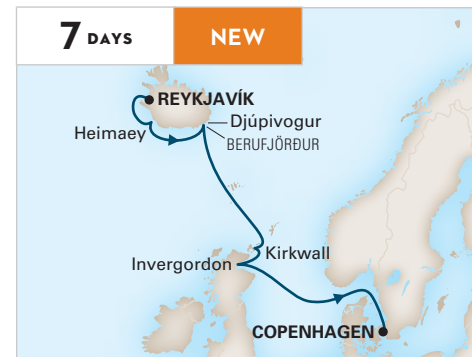 7 DAYS
NEW
REYKJAVÍK
Heimaey
Djúpivogur
BERUFJÖRÐUR
Kirkwall
Invergordon
COPENHAGEN